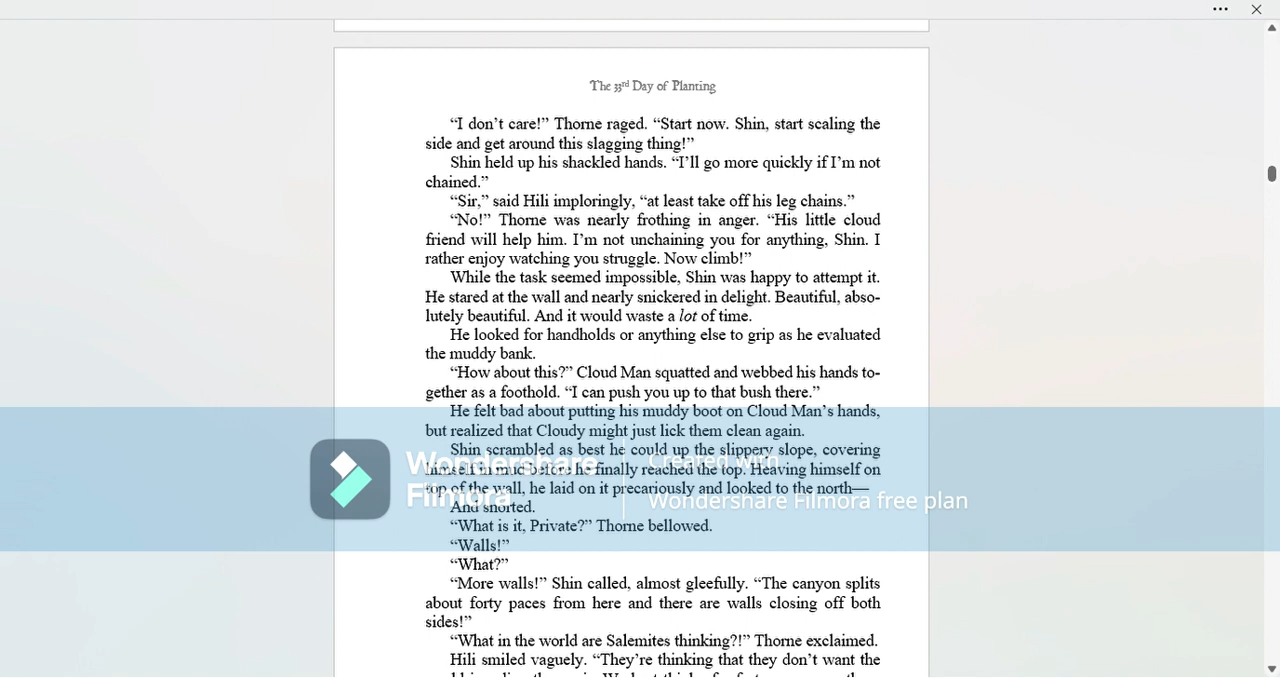 The 33rd Day of Planting
“I don’t care!” Thorne raged. “Start now. Shin, start scaling the
side and get around this slagging thing!”
Shin held up his shackled hands. “I’ll go more quickly if I’m not
chained.”
“Sir,” said Hili imploringly, “at least take off his leg chains.”
“No!” Thorne was nearly frothing in anger. “His little cloud
friend will help him. I’m not unchaining you for anything, Shin. I
rather enjoy watching you struggle. Now climb!”
While the task seemed impossible, Shin was happy to attempt it.
He stared at the wall and nearly snickered in delight. Beautiful, abso-
lutely beautiful. And it would waste a lot of time.
He looked for handholds or anything else to grip as he evaluated
the muddy bank.
“How about this?” Cloud Man squatted and webbed his hands to-
gether as a foothold. “I can push you up to that bush there.”
He felt bad about putting his muddy boot on Cloud Man’s hands,
but realized that Cloudy might just lick them clean again.
Shin scrambled as best he could up the slippery slope, covering
himself in mud before he finally reached the top. Heaving himself on
top of the wall, he laid on it precariously and looked to the north—
And snorted.
“What is it, Private?” Thorne bellowed.
“Walls!”
“What?”
“More walls!” Shin called, almost gleefully. “The canyon splits
about forty paces from here and there are walls closing off both
sides!”
“What in the world are Salemites thinking?!” Thorne exclaimed.
Hili smiled vaguely. “They’re thinking that they don’t want the
Wondershare
Filmora
Created with
Wondershare Filmora free plan